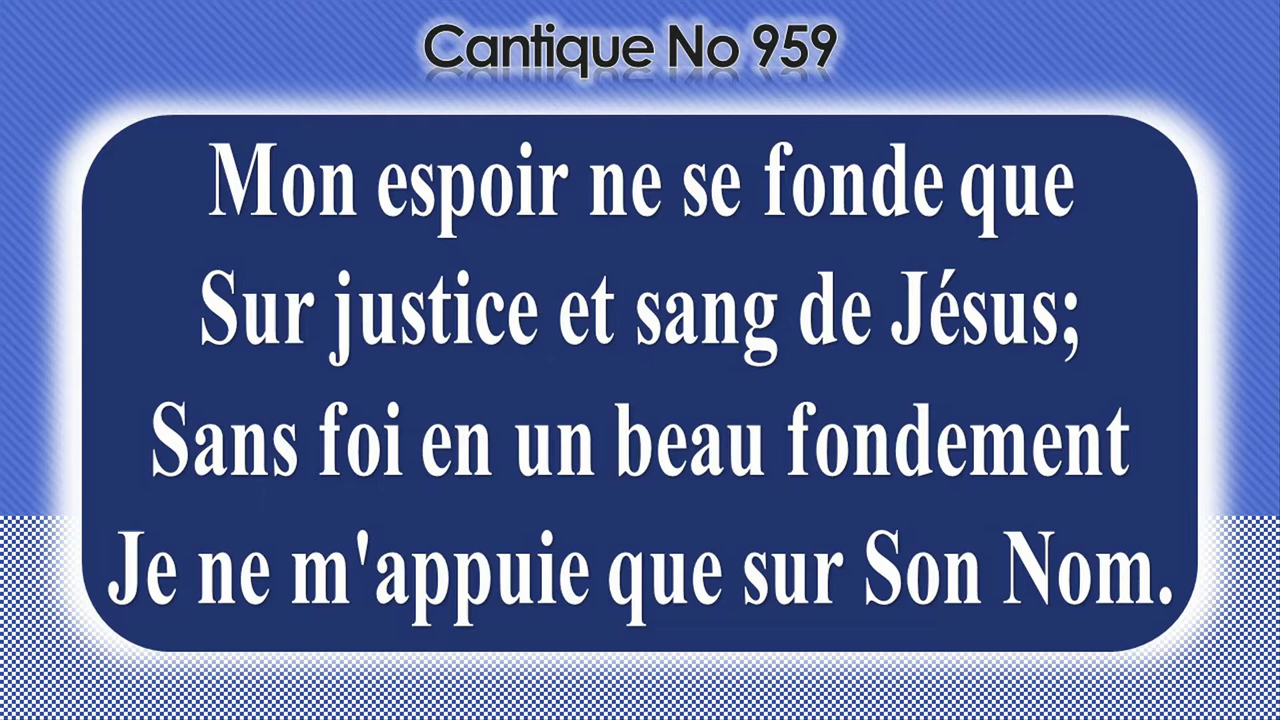 Cantique No 959
Mon espoir ne se fonde que
Sur justice et sang de Jésus;
Sans foi en un beau fondement
Je ne m'appuie que sur Son Nom.